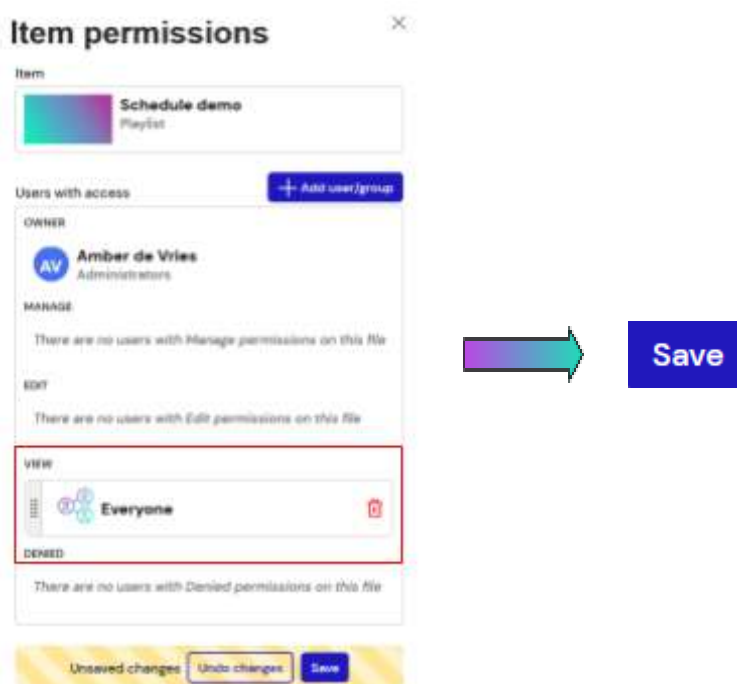 Item permissions
Item
Schedule demo
Playlist
Users with access
Add user/group
OWNER
AV
Amber de Vries
Administrators
MANAGE
There are no users with Manage permissions on this file
EDIT
There are no users with Edit permissions on this file
VIEW
Everyone
DENIED
There are no users with Denied permissions on this file
Unsaved changes Undo changes Save
Save